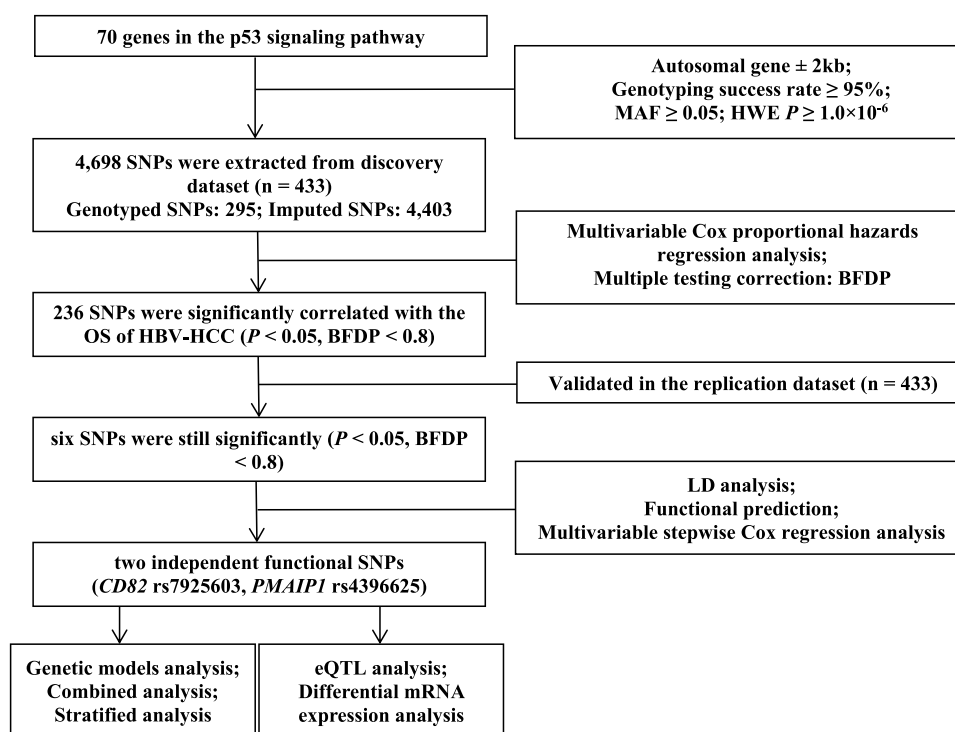 70 genes in the p53 signaling pathway
Autosomal gene ± 2kb;
Genotyping success rate ≥ 95%;
MAF ≥ 0.05; HWE P ≥ 1.0×10⁻⁶
4,698 SNPs were extracted from discovery
dataset (n = 433)
Genotyped SNPs: 295; Imputed SNPs: 4,403
Multivariable Cox proportional hazards
regression analysis;
Multiple testing correction: BFDP
236 SNPs were significantly correlated with the
OS of HBV-HCC (P < 0.05, BFDP < 0.8)
Validated in the replication dataset (n = 433)
six SNPs were still significantly (P < 0.05, BFDP
< 0.8)
LD analysis;
Functional prediction;
Multivariable stepwise Cox regression analysis
two independent functional SNPs
(CD82 rs7925603, PMAIP1 rs4396625)
Genetic models analysis;
Combined analysis;
Stratified analysis
eQTL analysis;
Differential mRNA
expression analysis